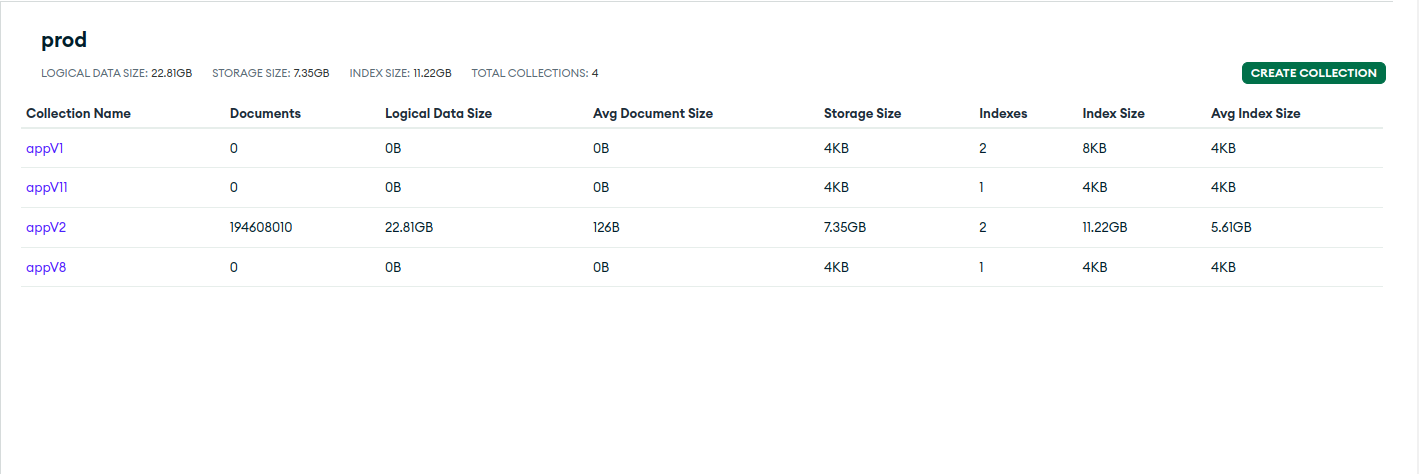 prod
LOGICAL DATA SIZE: 22.81GB STORAGE SIZE: 7.35GB INDEX SIZE: 11.22GB TOTAL COLLECTIONS: 4 CREATE COLLECTION
Collection Name Documents Logical Data Size Avg Document Size Storage Size Indexes Index Size Avg Index Size
appV1 0 0B 0B 4KB 2 8KB 4KB
appV11 0 0B 0B 4KB 1 4KB 4KB
appV2 194608010 22.81GB 126B 7.35GB 2 11.22GB 5.61GB
appV8 0 0B 0B 4KB 1 4KB 4KB